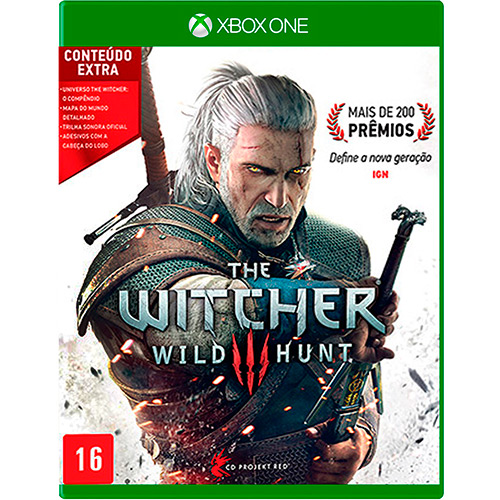 XBOX ONE
CONTEÚDO
EXTRA
•UNIVERSO THE WITCHER:
O COMPÊNDIO
•MAPA DO MUNDO
DETALHADO
•TRILHA SONORA OFICIAL
•ADESIVOS COM A
CABEÇA DO LOBO
MAIS DE 200
PRÊMIOS
Define a nova geração
IGN
THE
WITCHER
WILD III HUNT
16
CD PROJEKT RED